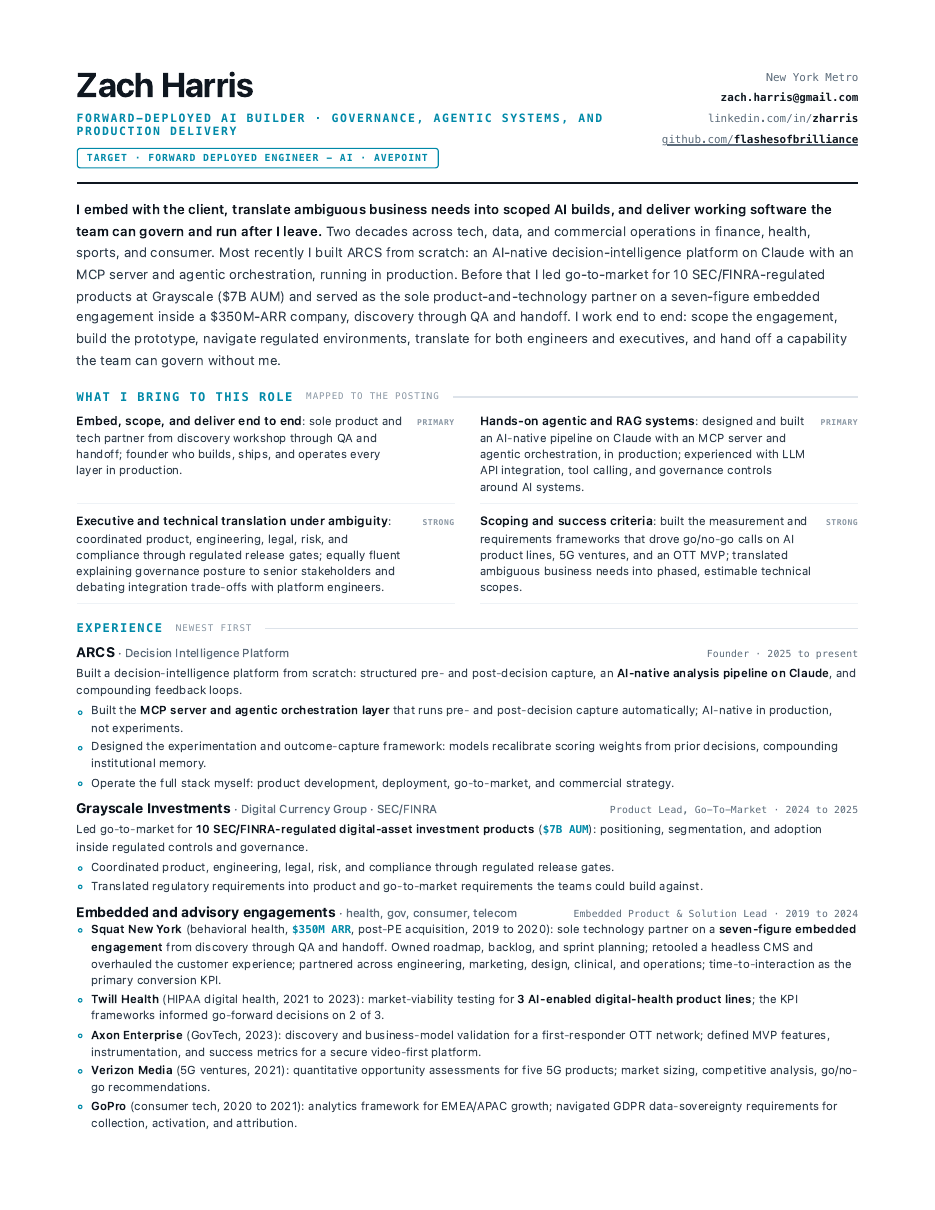 Zach Harris
New York Metro
zach.harris@gmail.com
linkedin.com/in/zharris
github.com/flashesofbrilliance
FORWARD–DEPLOYED AI BUILDER · GOVERNANCE, AGENTIC SYSTEMS, AND
PRODUCTION DELIVERY
TARGET · FORWARD DEPLOYED ENGINEER – AI · AVEPOINT
I embed with the client, translate ambiguous business needs into scoped AI builds, and deliver working software the
team can govern and run after I leave. Two decades across tech, data, and commercial operations in finance, health,
sports, and consumer. Most recently I built ARCS from scratch: an AI-native decision-intelligence platform on Claude with an
MCP server and agentic orchestration, running in production. Before that I led go-to-market for 10 SEC/FINRA-regulated
products at Grayscale ($7B AUM) and served as the sole product-and-technology partner on a seven-figure embedded
engagement inside a $350M-ARR company, discovery through QA and handoff. I work end to end: scope the engagement,
build the prototype, navigate regulated environments, translate for both engineers and executives, and hand off a capability
the team can govern without me.
WHAT I BRING TO THIS ROLE MAPPED TO THE POSTING
Embed, scope, and deliver end to end: sole product and PRIMARY
tech partner from discovery workshop through QA and
handoff; founder who builds, ships, and operates every
layer in production.
Hands-on agentic and RAG systems: designed and built PRIMARY
an AI-native pipeline on Claude with an MCP server and
agentic orchestration, in production; experienced with LLM
API integration, tool calling, and governance controls
around AI systems.
Executive and technical translation under ambiguity: STRONG
coordinated product, engineering, legal, risk, and
compliance through regulated release gates; equally fluent
explaining governance posture to senior stakeholders and
debating integration trade-offs with platform engineers.
Scoping and success criteria: built the measurement and STRONG
requirements frameworks that drove go/no-go calls on AI
product lines, 5G ventures, and an OTT MVP; translated
ambiguous business needs into phased, estimable technical
scopes.
EXPERIENCE NEWEST FIRST
ARCS · Decision Intelligence Platform Founder · 2025 to present
Built a decision-intelligence platform from scratch: structured pre- and post-decision capture, an AI-native analysis pipeline on Claude, and
compounding feedback loops.
Built the MCP server and agentic orchestration layer that runs pre- and post-decision capture automatically; AI-native in production,
not experiments.
Designed the experimentation and outcome-capture framework: models recalibrate scoring weights from prior decisions, compounding
institutional memory.
Operate the full stack myself: product development, deployment, go-to-market, and commercial strategy.
Grayscale Investments · Digital Currency Group · SEC/FINRA Product Lead, Go–To–Market · 2024 to 2025
Led go-to-market for 10 SEC/FINRA-regulated digital-asset investment products ($7B AUM): positioning, segmentation, and adoption
inside regulated controls and governance.
Coordinated product, engineering, legal, risk, and compliance through regulated release gates.
Translated regulatory requirements into product and go-to-market requirements the teams could build against.
Embedded and advisory engagements · health, gov, consumer, telecom Embedded Product & Solution Lead · 2019 to 2024
Squat New York (behavioral health, $350M ARR, post-PE acquisition, 2019 to 2020): sole technology partner on a seven-figure embedded
engagement from discovery through QA and handoff. Owned roadmap, backlog, and sprint planning; retooled a headless CMS and
overhauled the customer experience; partnered across engineering, marketing, design, clinical, and operations; time-to-interaction as the
primary conversion KPI.
Twill Health (HIPAA digital health, 2021 to 2023): market-viability testing for 3 AI-enabled digital-health product lines; the KPI
frameworks informed go-forward decisions on 2 of 3.
Axon Enterprise (GovTech, 2023): discovery and business-model validation for a first-responder OTT network; defined MVP features,
instrumentation, and success metrics for a secure video-first platform.
Verizon Media (5G ventures, 2021): quantitative opportunity assessments for five 5G products; market sizing, competitive analysis, go/no-
go recommendations.
GoPro (consumer tech, 2020 to 2021): analytics framework for EMEA/APAC growth; navigated GDPR data-sovereignty requirements for
collection, activation, and attribution.